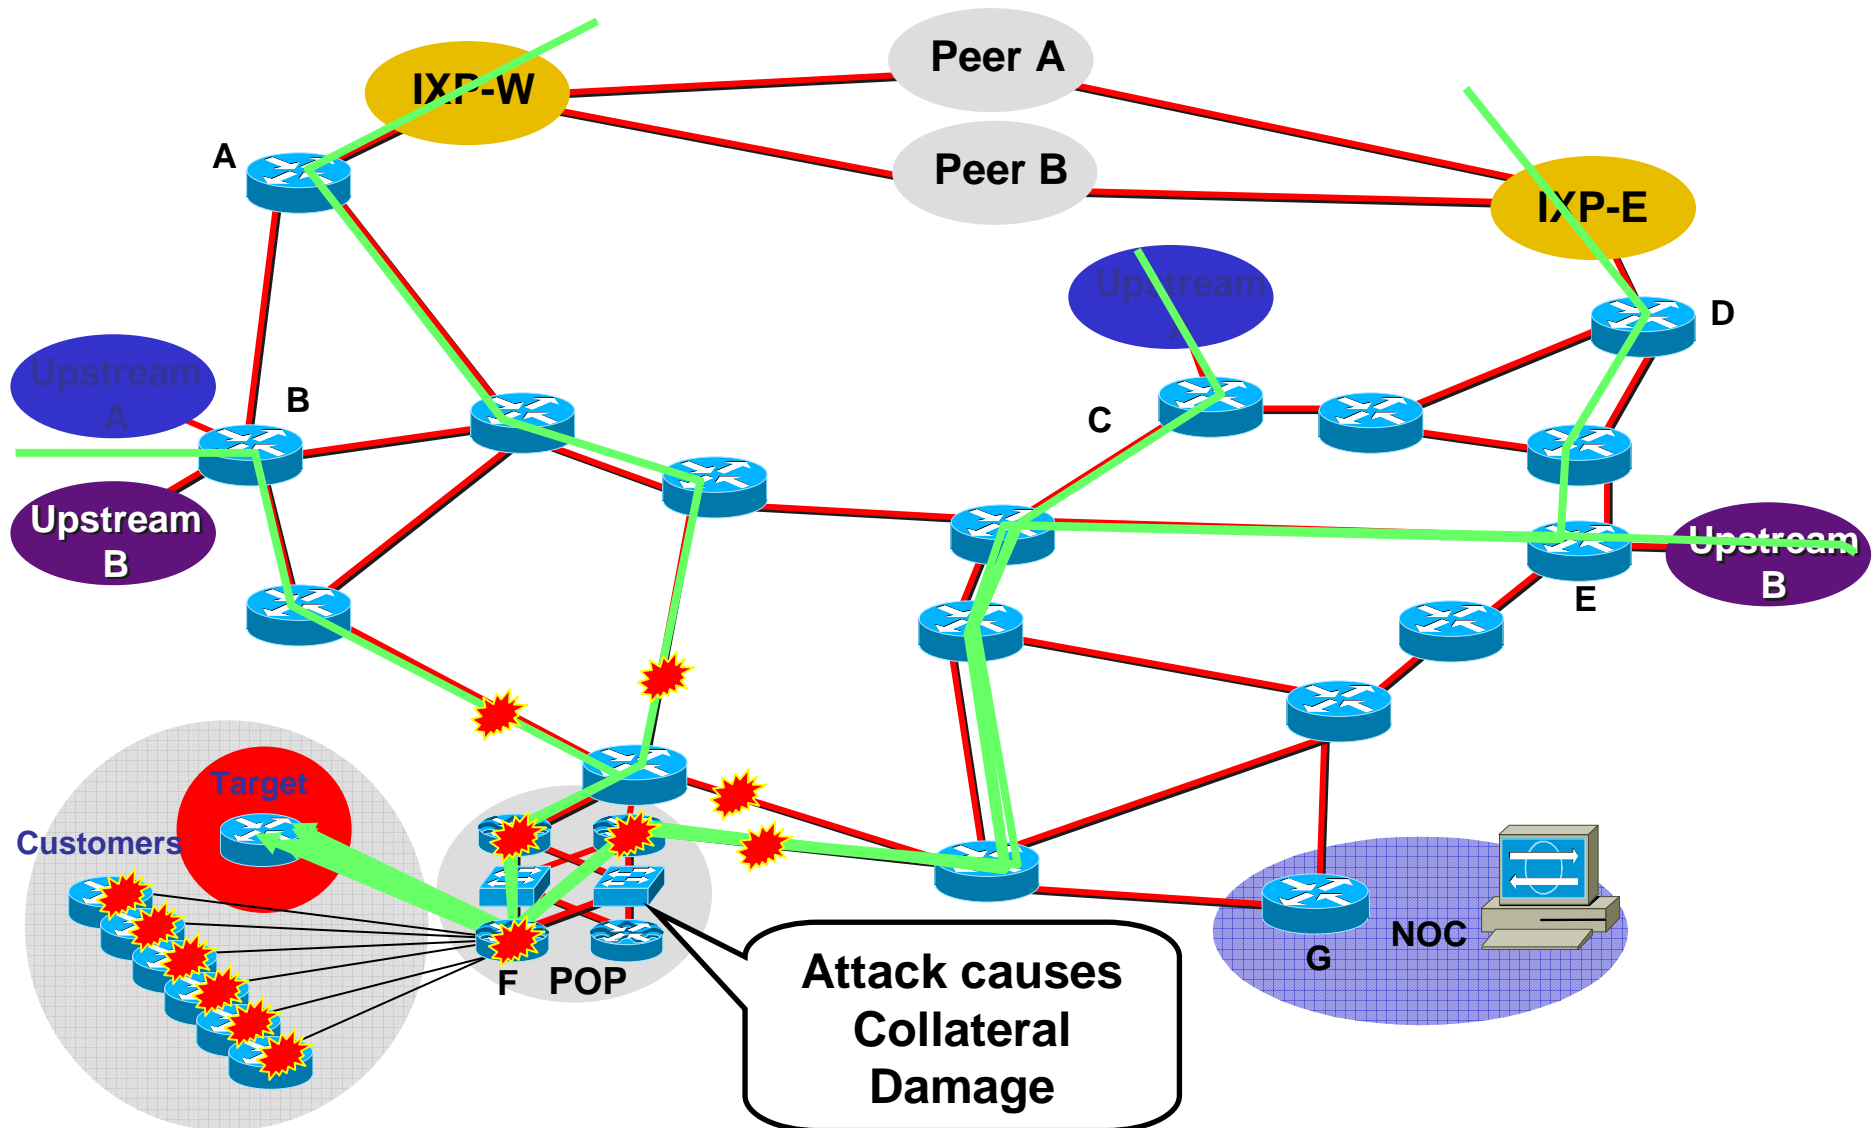 Peer A
IXP-W
A
Peer B
IXP-E
Upstream
A
D
Upstream
A
B
C
Upstream
B
Upstream
B
E
Target
Customers
NOC
G
F
POP
Attack causes
Collateral
Damage